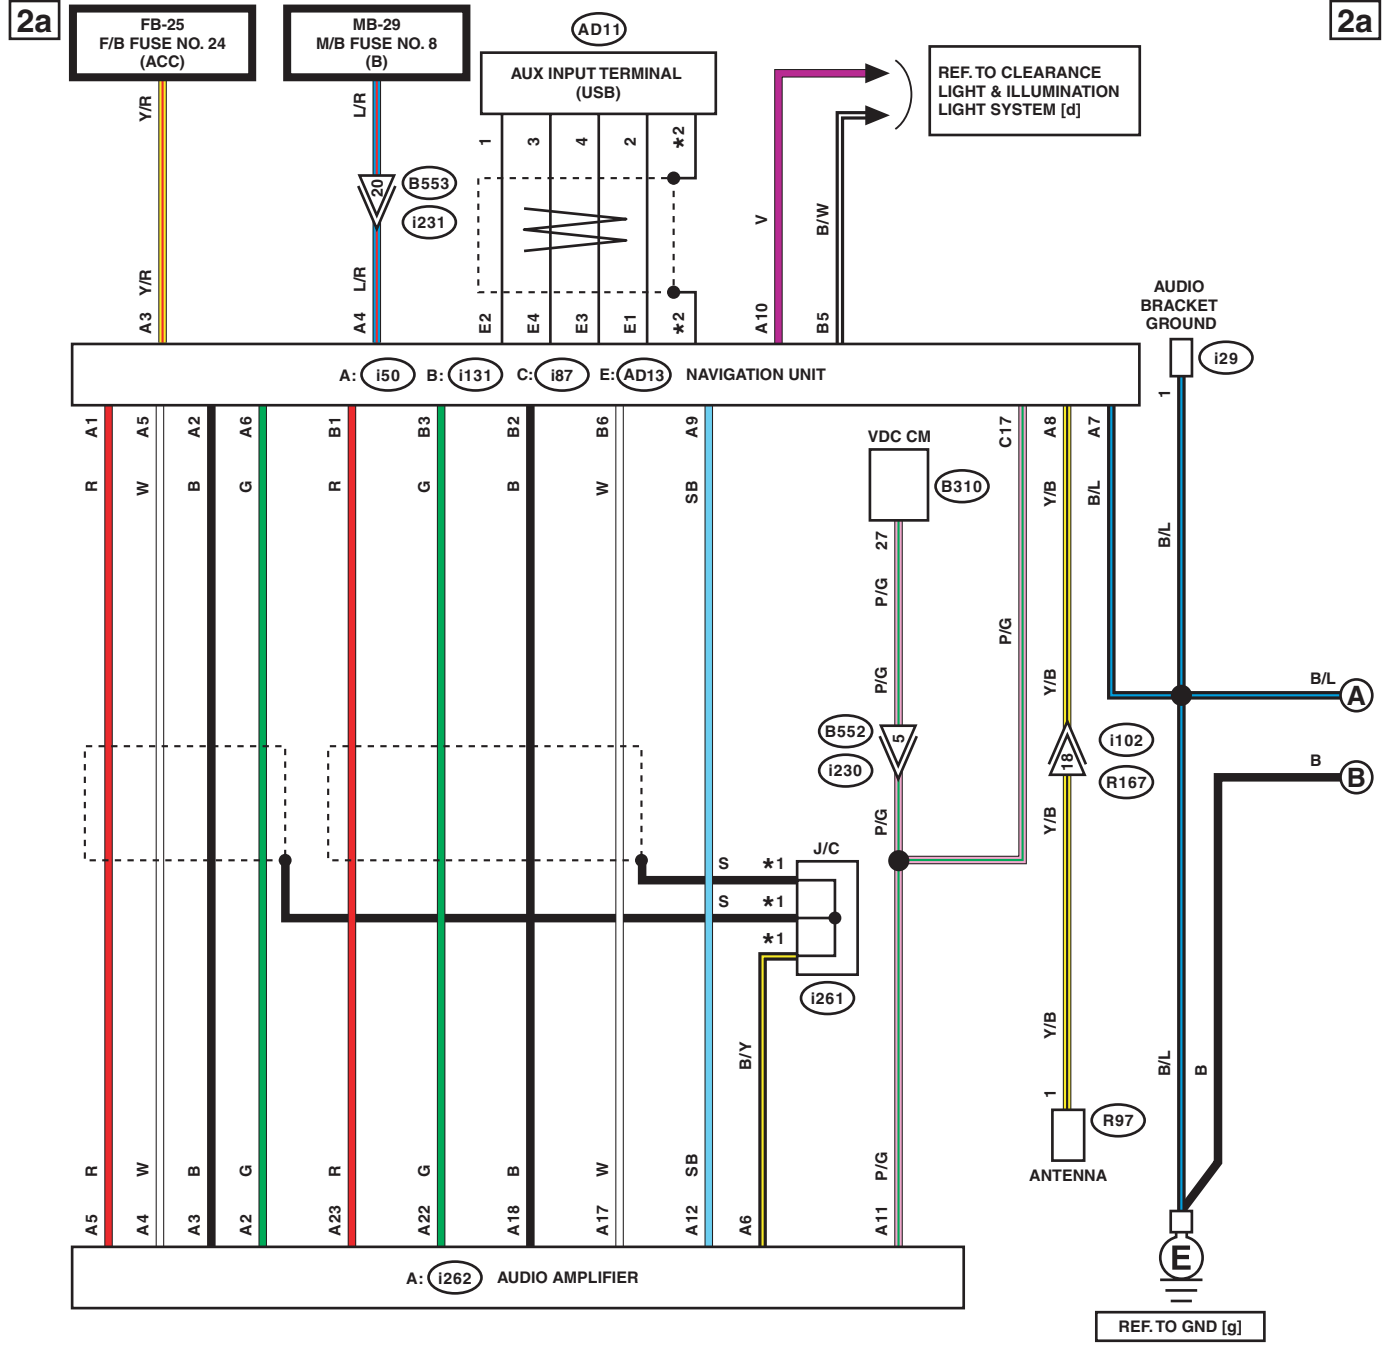 2a
FB-25
F/B FUSE NO. 24
(ACC)
MB-29
M/B FUSE NO. 8
(B)
AD11
AUX INPUT TERMINAL
(USB)
REF. TO CLEARANCE
LIGHT & ILLUMINATION
LIGHT SYSTEM [d]
2a
Y/R
L/R
1
3
4
2
*2
20
B553
i231
V
B/W
Y/R
L/R
A3
A4
E2
E4
E3
E1
*2
A10
B5
AUDIO
BRACKET
GROUND
i29
1
A: i50 B: i131 C: i87 E: AD13 NAVIGATION UNIT
A1
A5
A2
A6
B1
B3
B2
B6
A9
C17
A8
A7
R
W
B
G
R
G
B
W
SB
VDC CM
B310
27
Y/B
B/L
B/L
P/G
P/G
P/G
Y/B
B/L
A
B552
i230
5
18
i102
R167
B
B
P/G
Y/B
J/C
S
*1
S
*1
*1
i261
B/Y
Y/B
B/L
B
1
R97
ANTENNA
R
W
B
G
R
G
B
W
SB
P/G
A5
A4
A3
A2
A23
A22
A18
A17
A12
A6
A11
A: i262 AUDIO AMPLIFIER
E
REF. TO GND [g]